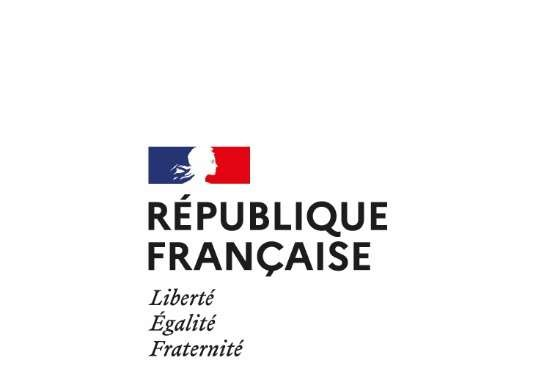 RÉPUBLIQUE
FRANÇAISE
Liberté
Égalité
Fraternité